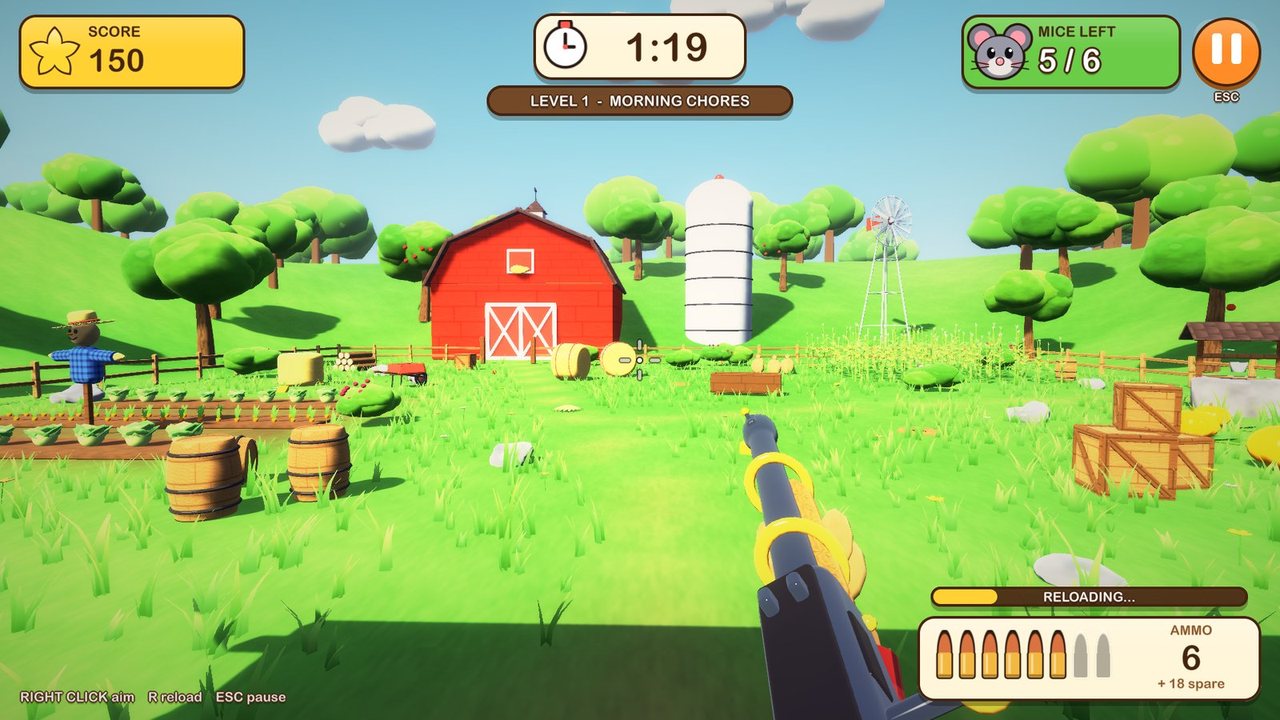 SCORE
150
1:19
LEVEL 1 - MORNING CHORES
MICE LEFT
5 / 6
ESC
RELOADING...
AMMO
6
+ 18 spare
RIGHT CLICK aim R reload ESC pause